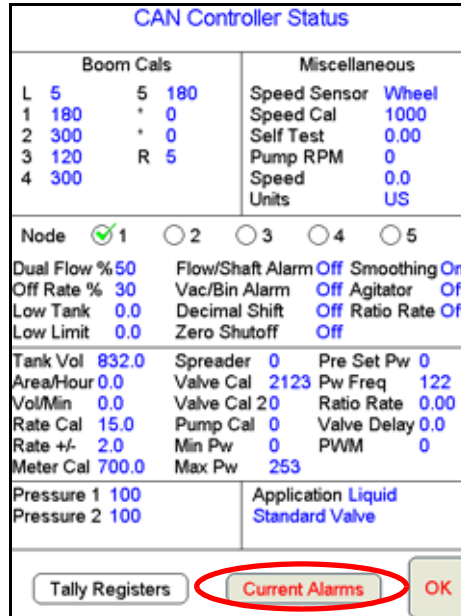 CAN Controller Status
Boom Cals
L 5 5 180
1 180 * 0
2 300 * 0
3 120 R 5
4 300
Miscellaneous
Speed Sensor Wheel
Speed Cal 1000
Self Test 0.00
Pump RPM 0
Speed 0.0
Units US
Node 1 2 3 4 5
Dual Flow % 50 Flow/Shaft Alarm Off Smoothing On
Off Rate % 30 Vac/Bin Alarm Off Agitator Off
Low Tank 0.0 Decimal Shift Off Ratio Rate Off
Low Limit 0.0 Zero Shutoff Off
Tank Vol 832.0 Spreader 0 Pre Set Pw 0
Area/Hour 0.0 Valve Cal 2123 Pw Freq 122
Vol/Min 0.0 Valve Cal 2 0 Ratio Rate 0.00
Rate Cal 15.0 Pump Cal 0 Valve Delay 0.0
Rate +/- 2.0 Min Pw 0 PWM 0
Meter Cal 700.0 Max Pw 253
Pressure 1 100
Pressure 2 100
Application Liquid
Standard Valve
Tally Registers Current Alarms OK